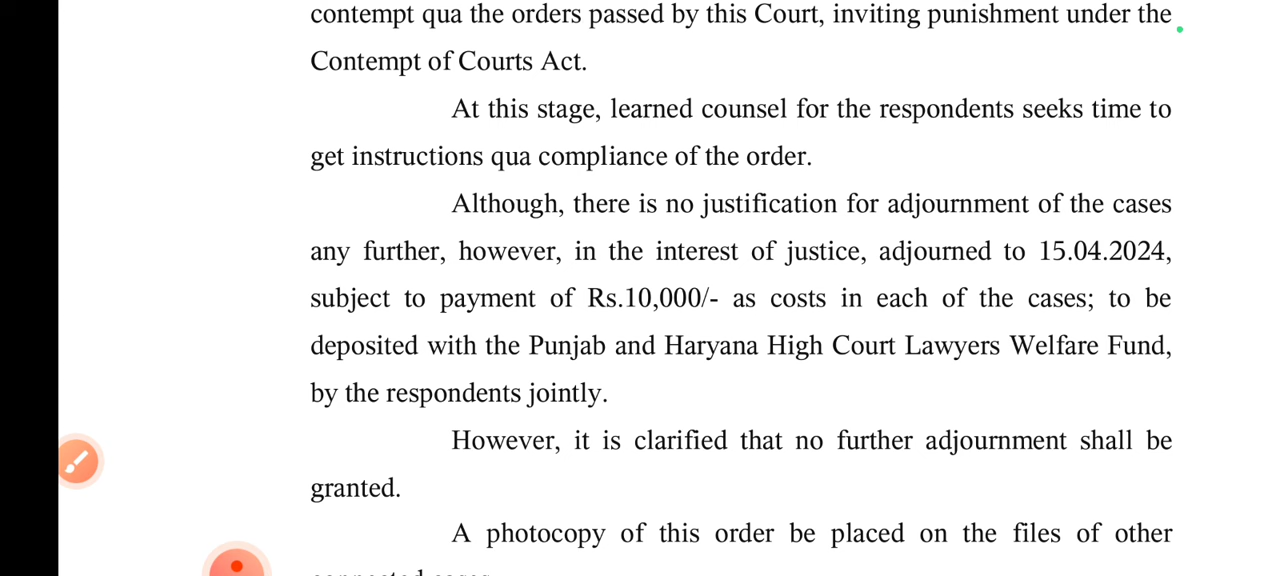 contempt qua the orders passed by this Court, inviting punishment under the
Contempt of Courts Act.
At this stage, learned counsel for the respondents seeks time to
get instructions qua compliance of the order.
Although, there is no justification for adjournment of the cases
any further, however, in the interest of justice, adjourned to 15.04.2024,
subject to payment of Rs.10,000/- as costs in each of the cases; to be
deposited with the Punjab and Haryana High Court Lawyers Welfare Fund,
by the respondents jointly.
However, it is clarified that no further adjournment shall be
granted.
A photocopy of this order be placed on the files of other